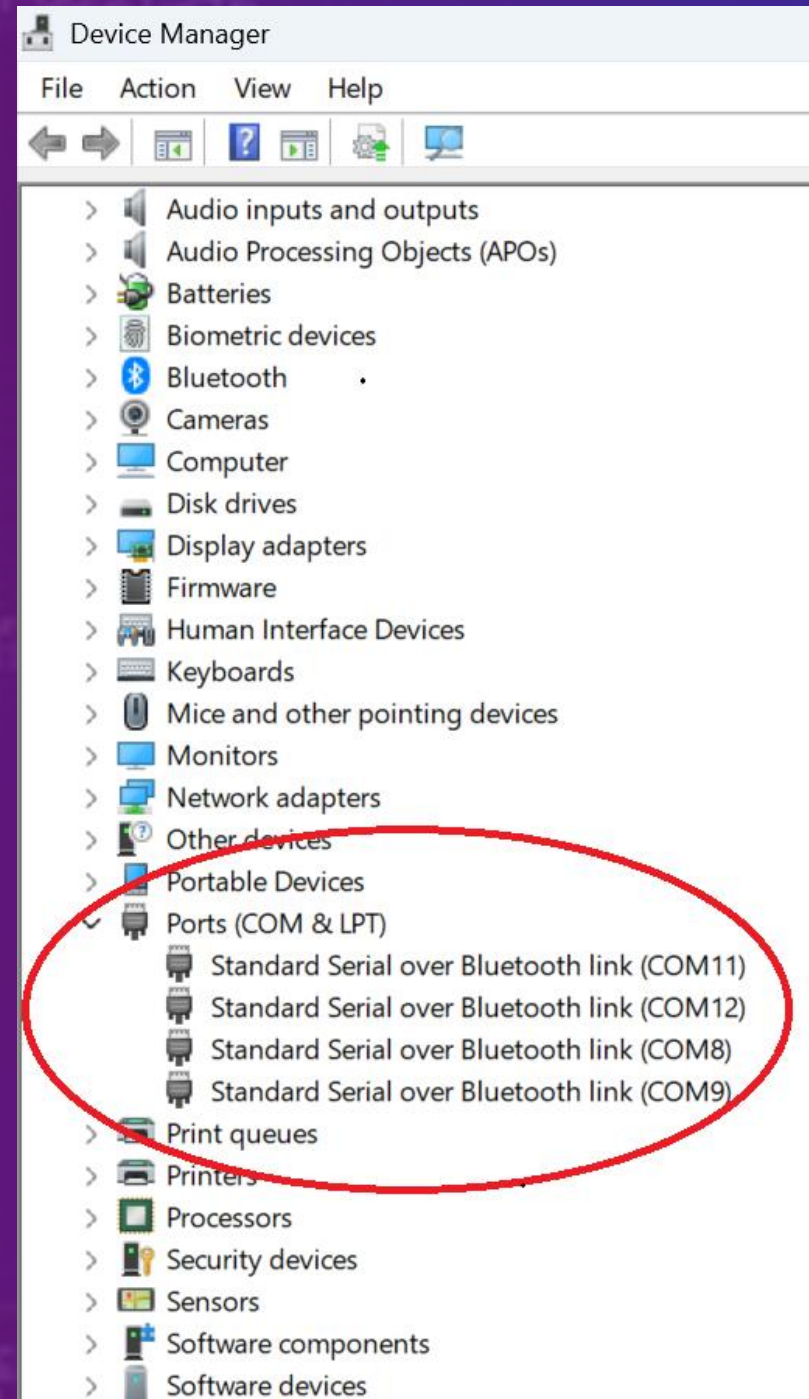 Device Manager
File Action View Help
Audio inputs and outputs
Audio Processing Objects (APOs)
Batteries
Biometric devices
Bluetooth
Cameras
Computer
Disk drives
Display adapters
Firmware
Human Interface Devices
Keyboards
Mice and other pointing devices
Monitors
Network adapters
Other devices
Portable Devices
Ports (COM & LPT)
Standard Serial over Bluetooth link (COM11)
Standard Serial over Bluetooth link (COM12)
Standard Serial over Bluetooth link (COM8)
Standard Serial over Bluetooth link (COM9)
Print queues
Printers
Processors
Security devices
Sensors
Software components
Software devices